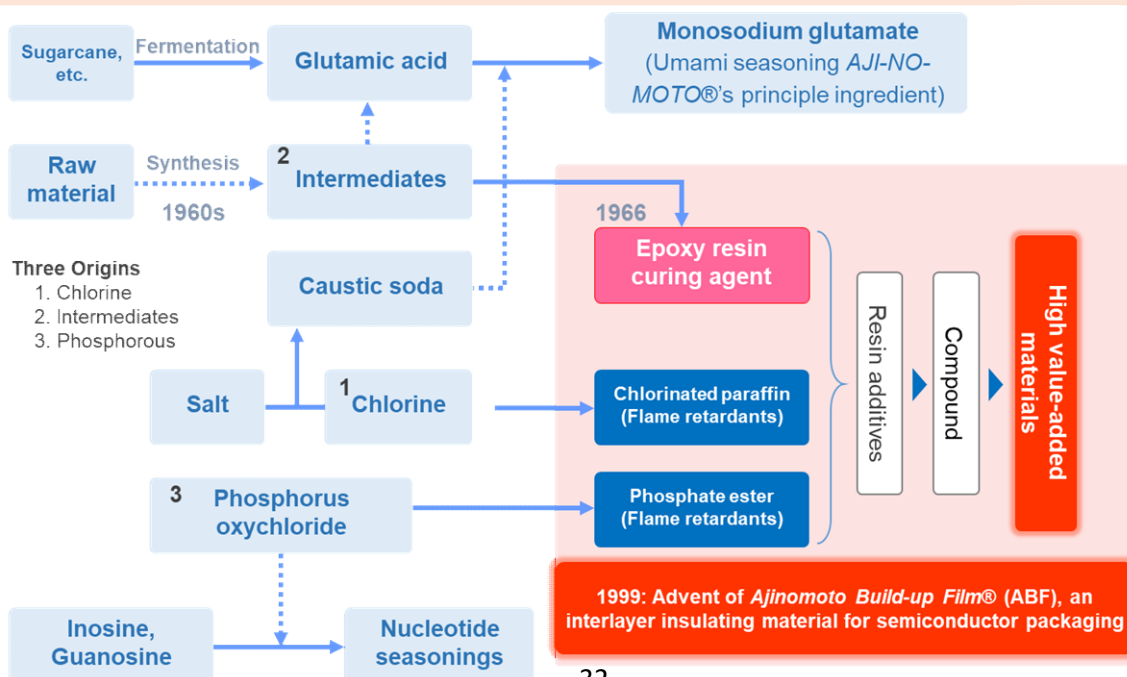 Sugarcane,
etc.
Fermentation
Glutamic acid
Monosodium glutamate
(Umami seasoning AJI-NO-
MOTO®'s principle ingredient)
Raw
material
Synthesis
1960s
2
Intermediates
1966
Epoxy resin
curing agent
Three Origins
1. Chlorine
2. Intermediates
3. Phosphorous
Caustic soda
Salt
1
Chlorine
Chlorinated paraffin
(Flame retardants)
3
Phosphorus
oxychloride
Phosphate ester
(Flame retardants)
Resin additives
Compound
High value-added
materials
Inosine,
Guanosine
Nucleotide
seasonings
1999: Advent of Ajinomoto Build-up Film® (ABF), an
interlayer insulating material for semiconductor packaging